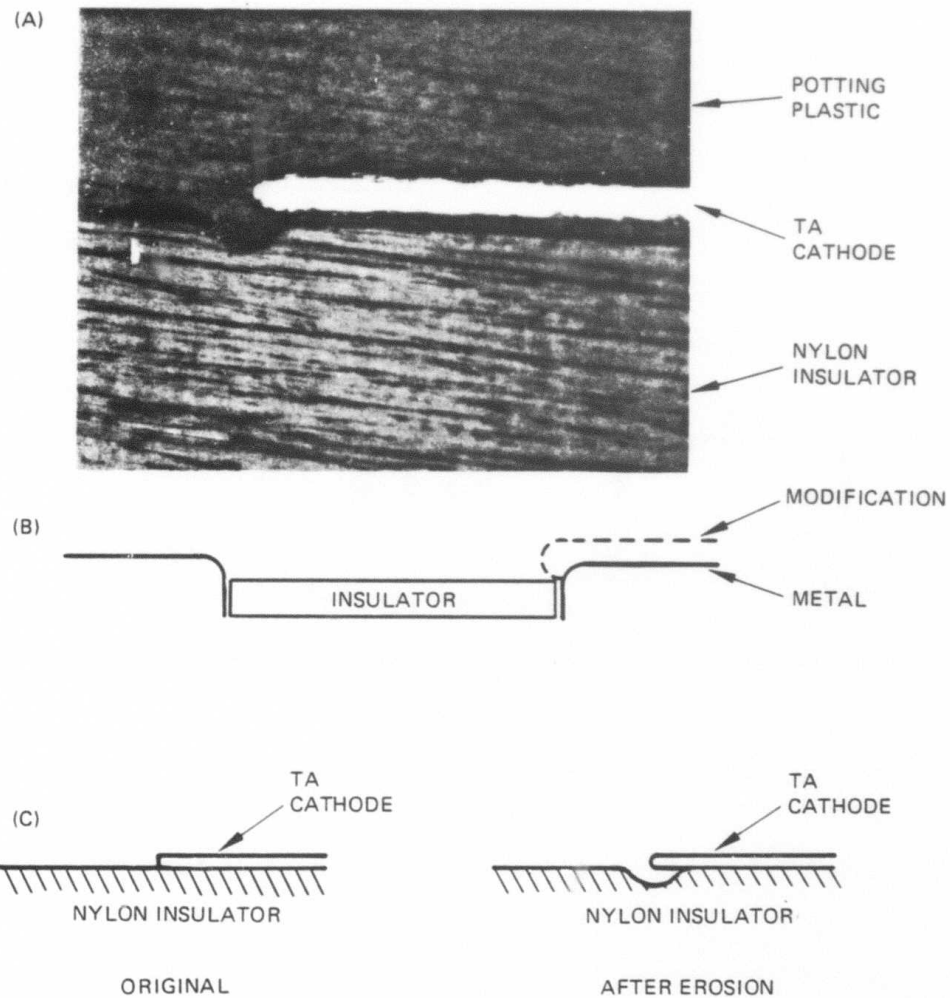 (A)
POTTING
PLASTIC
TA
CATHODE
NYLON
INSULATOR
(B)
MODIFICATION
INSULATOR
METAL
(C)
TA
CATHODE
TA
CATHODE
NYLON INSULATOR
NYLON INSULATOR
ORIGINAL
AFTER EROSION